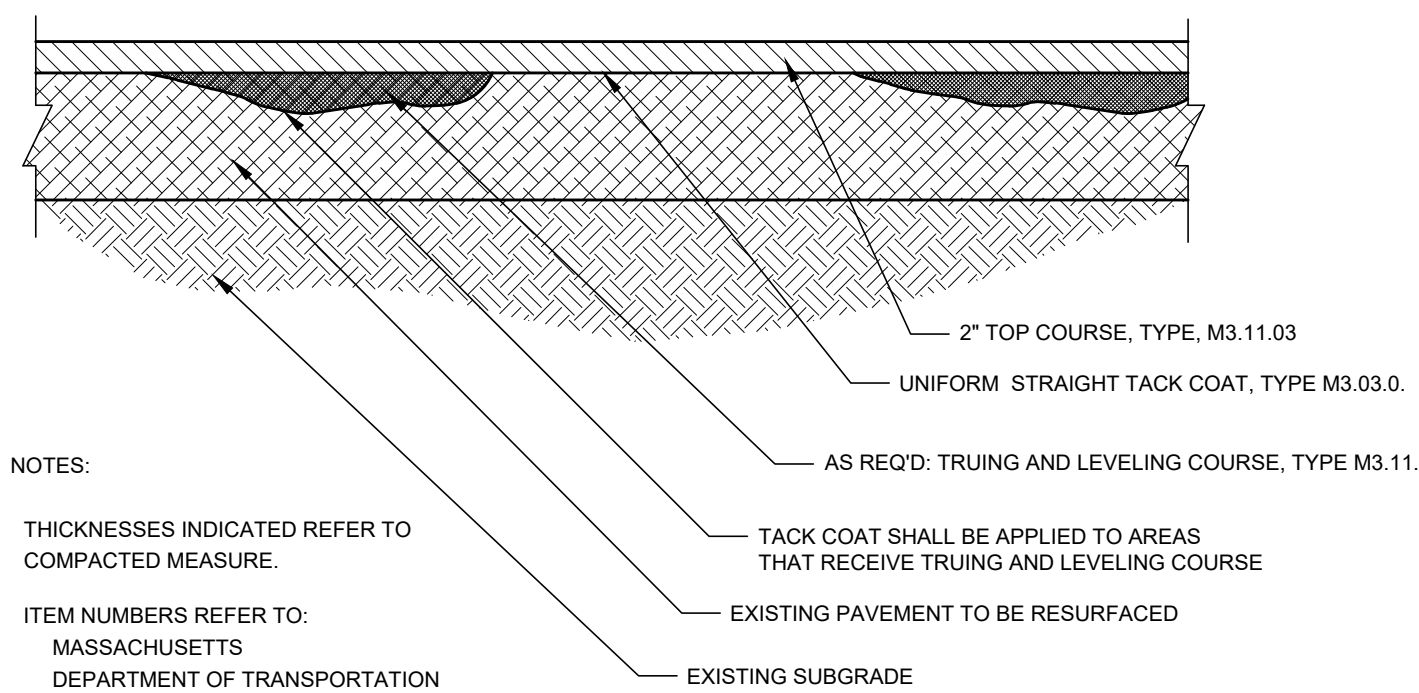 2" TOP COURSE, TYPE, M3.11.03
UNIFORM STRAIGHT TACK COAT, TYPE M3.03.0.
AS REQ'D: TRUING AND LEVELING COURSE, TYPE M3.11.
TACK COAT SHALL BE APPLIED TO AREAS
THAT RECEIVE TRUING AND LEVELING COURSE
EXISTING PAVEMENT TO BE RESURFACED
EXISTING SUBGRADE
NOTES:
THICKNESSES INDICATED REFER TO
COMPACTED MEASURE.
ITEM NUMBERS REFER TO:
MASSACHUSETTS
DEPARTMENT OF TRANSPORTATION